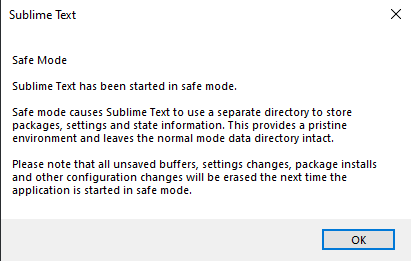 Sublime Text
Safe Mode
Sublime Text has been started in safe mode.
Safe mode causes Sublime Text to use a separate directory to store
packages, settings and state information. This provides a pristine
environment and leaves the normal mode data directory intact.
Please note that all unsaved buffers, settings changes, package installs
and other configuration changes will be erased the next time the
application is started in safe mode.
OK